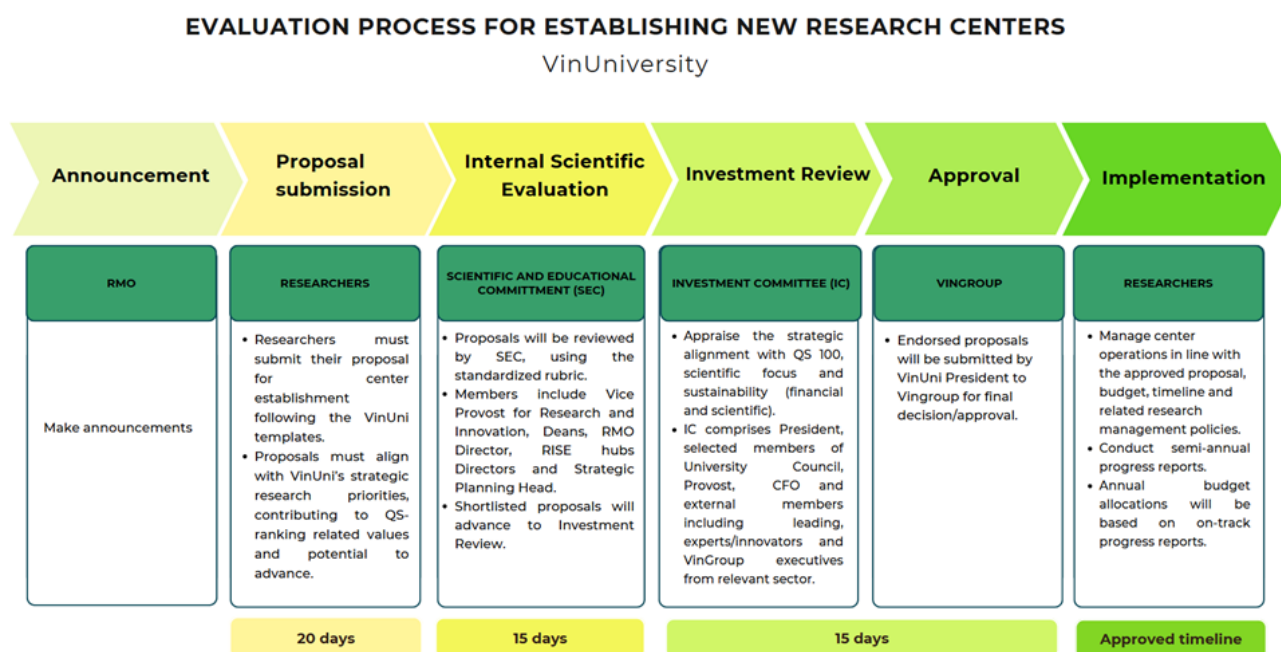 EVALUATION PROCESS FOR ESTABLISHING NEW RESEARCH CENTERS
VinUniversity
Announcement
Proposal
submission
Internal Scientific
Evaluation
Investment Review
Approval
Implementation
RMO
Make announcements
RESEARCHERS
• Researchers must
submit their proposal
for center
establishment
following the VinUni
templates.
• Proposals must align
with VinUni's strategic
research priorities,
contributing to QS-
ranking related values
and potential to
advance.
20 days
SCIENTIFIC AND EDUCATIONAL
COMMITTMENT (SEC)
• Proposals will be reviewed
by SEC, using the
standardized rubric.
• Members include Vice
Provost for Research and
Innovation, Deans, RMO
Director, RISE hubs
Directors and Strategic
Planning Head.
• Shortlisted proposals will
advance to Investment
Review.
15 days
INVESTMENT COMMITTEE (IC)
• Appraise the strategic
alignment with QS 100,
scientific focus and
sustainability (financial
and scientific).
• IC comprises President,
selected members of
University Council,
Provost, CFO and
external members
including leading,
experts/innovators and
VinGroup executives
from relevant sector.
VINGROUP
• Endorsed proposals
will be submitted by
VinUni President to
Vingroup for final
decision/approval.
15 days
RESEARCHERS
• Manage center
operations in line with
the approved proposal,
budget, timeline and
related research
management policies.
• Conduct semi-annual
progress reports.
• Annual budget
allocations will be
based on on-track
progress reports.
Approved timeline